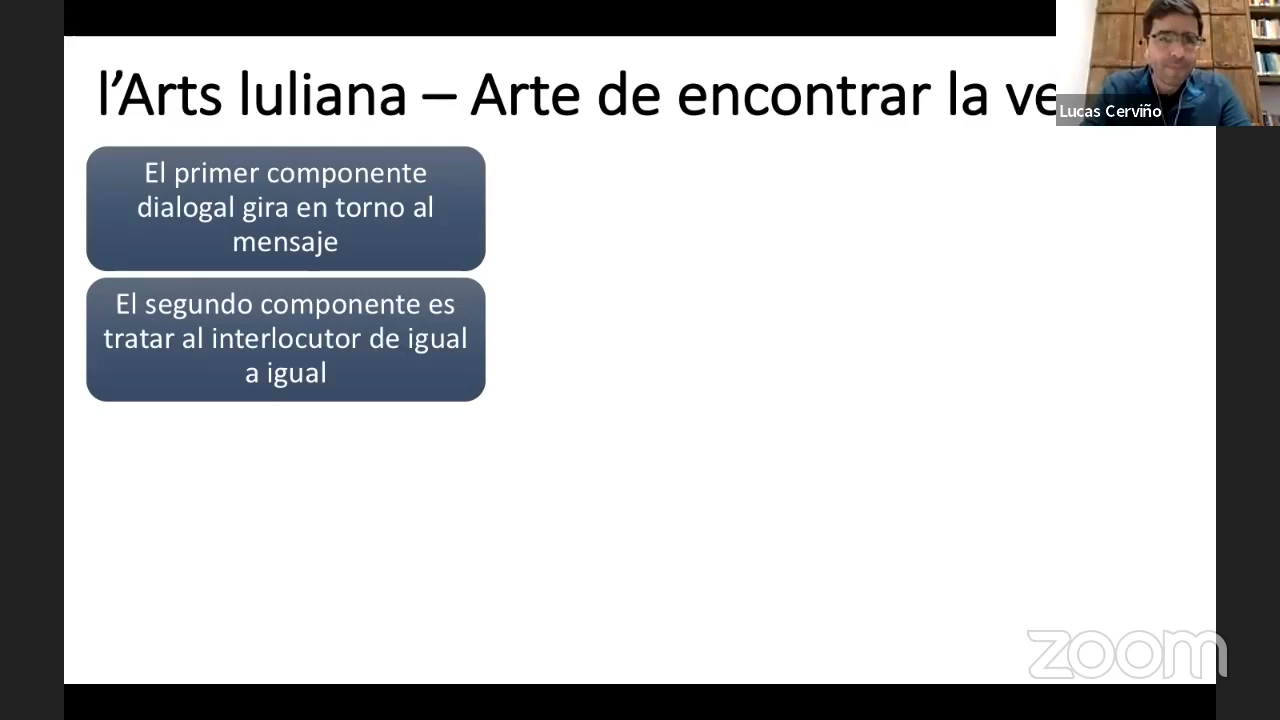 l’Arts luliana – Arte de encontrar la ve
Lucas Cerviño
El primer componente
dialogal gira en torno al
mensaje
El segundo componente es
tratar al interlocutor de igual
a igual
zoom